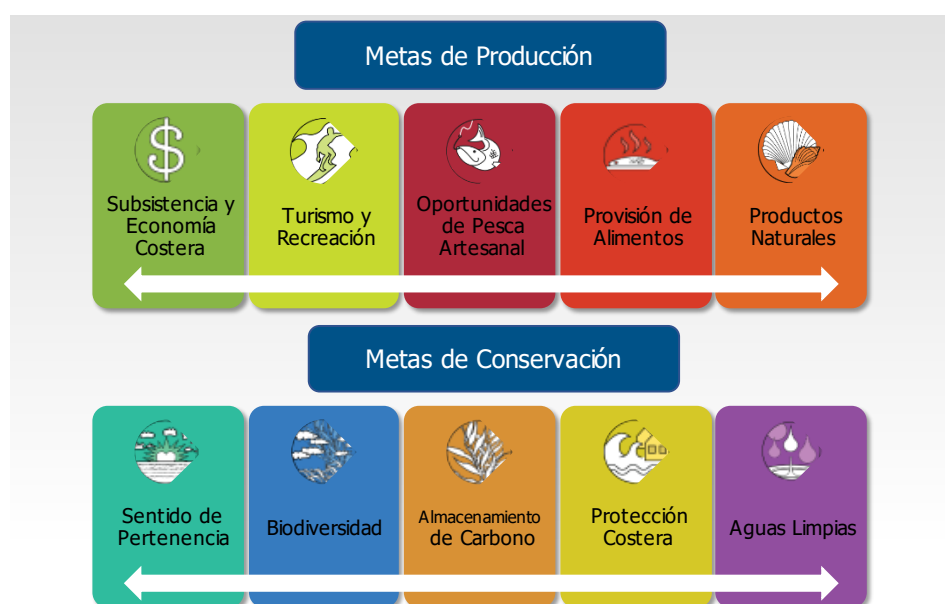 Metas de Producción
Subsistencia y
Economía
Costera
Turismo y
Recreación
Oportunidades
de Pesca
Artesanal
Provisión de
Alimentos
Productos
Naturales
Metas de Conservación
Sentido de
Pertenencia
Biodiversidad
Almacenamiento
de Carbono
Protección
Costera
Aguas Limpias